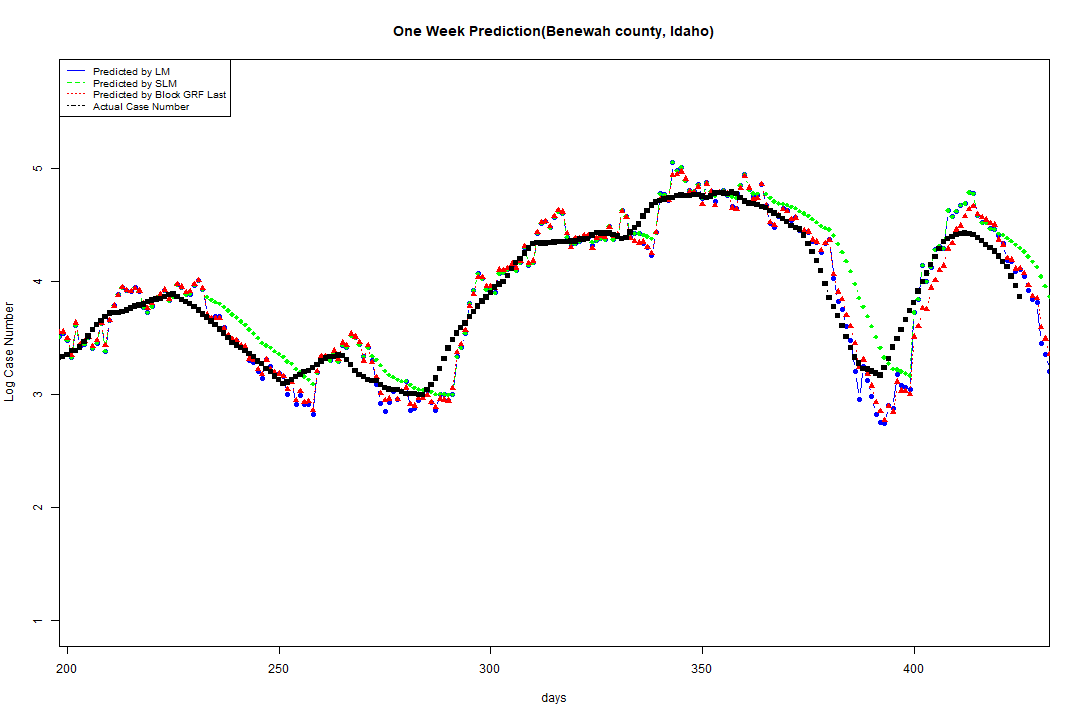 One Week Prediction(Benewah county, Idaho)
Predicted by LM
Predicted by SLM
Predicted by Block GRF Last
Actual Case Number
Log Case Number
5
4
3
2
1
200 250 300 350 400
days